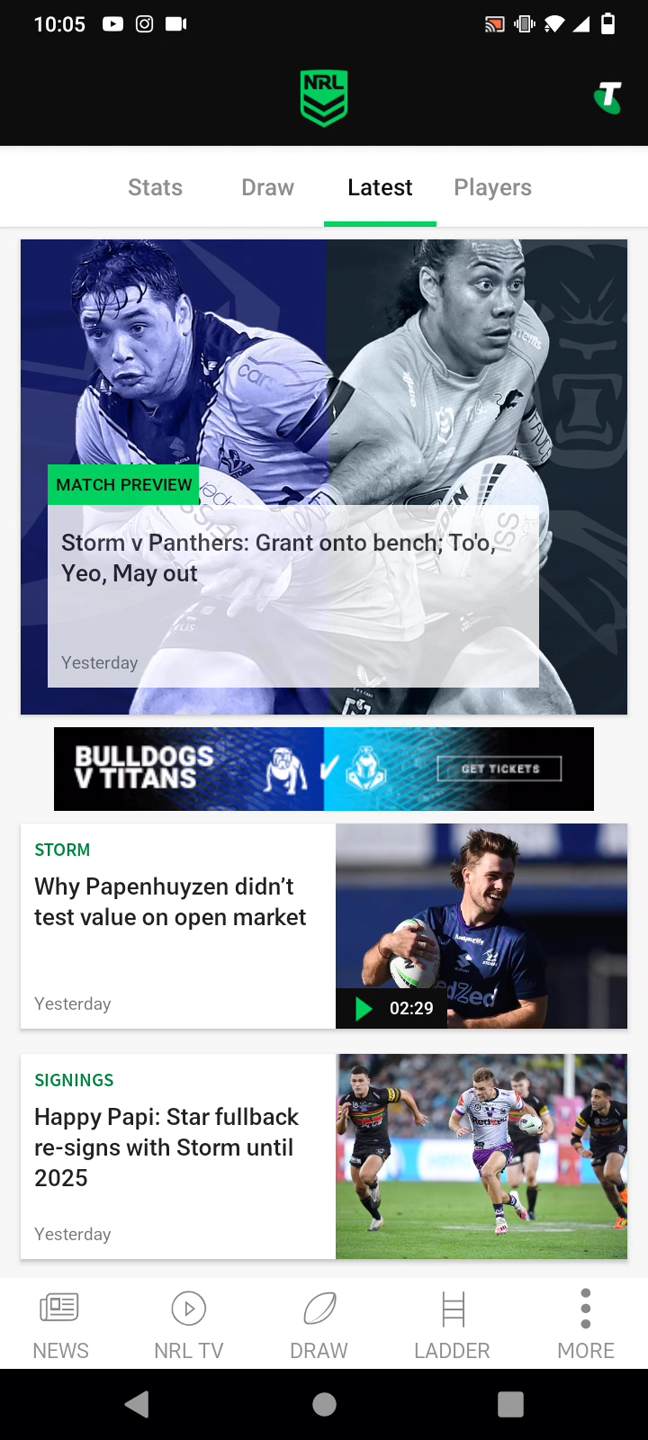 10:05
NRL
T
Stats Draw Latest Players
MATCH PREVIEW
Storm v Panthers: Grant onto bench; To'o,
Yeo, May out
Yesterday
BULLDOGS
V TITANS
GET TICKETS
STORM
Why Papenhuyzen didn’t
test value on open market
Yesterday
02:29
SIGNINGS
Happy Papi: Star fullback
re-signs with Storm until
2025
Yesterday
NEWS NRL TV DRAW LADDER MORE